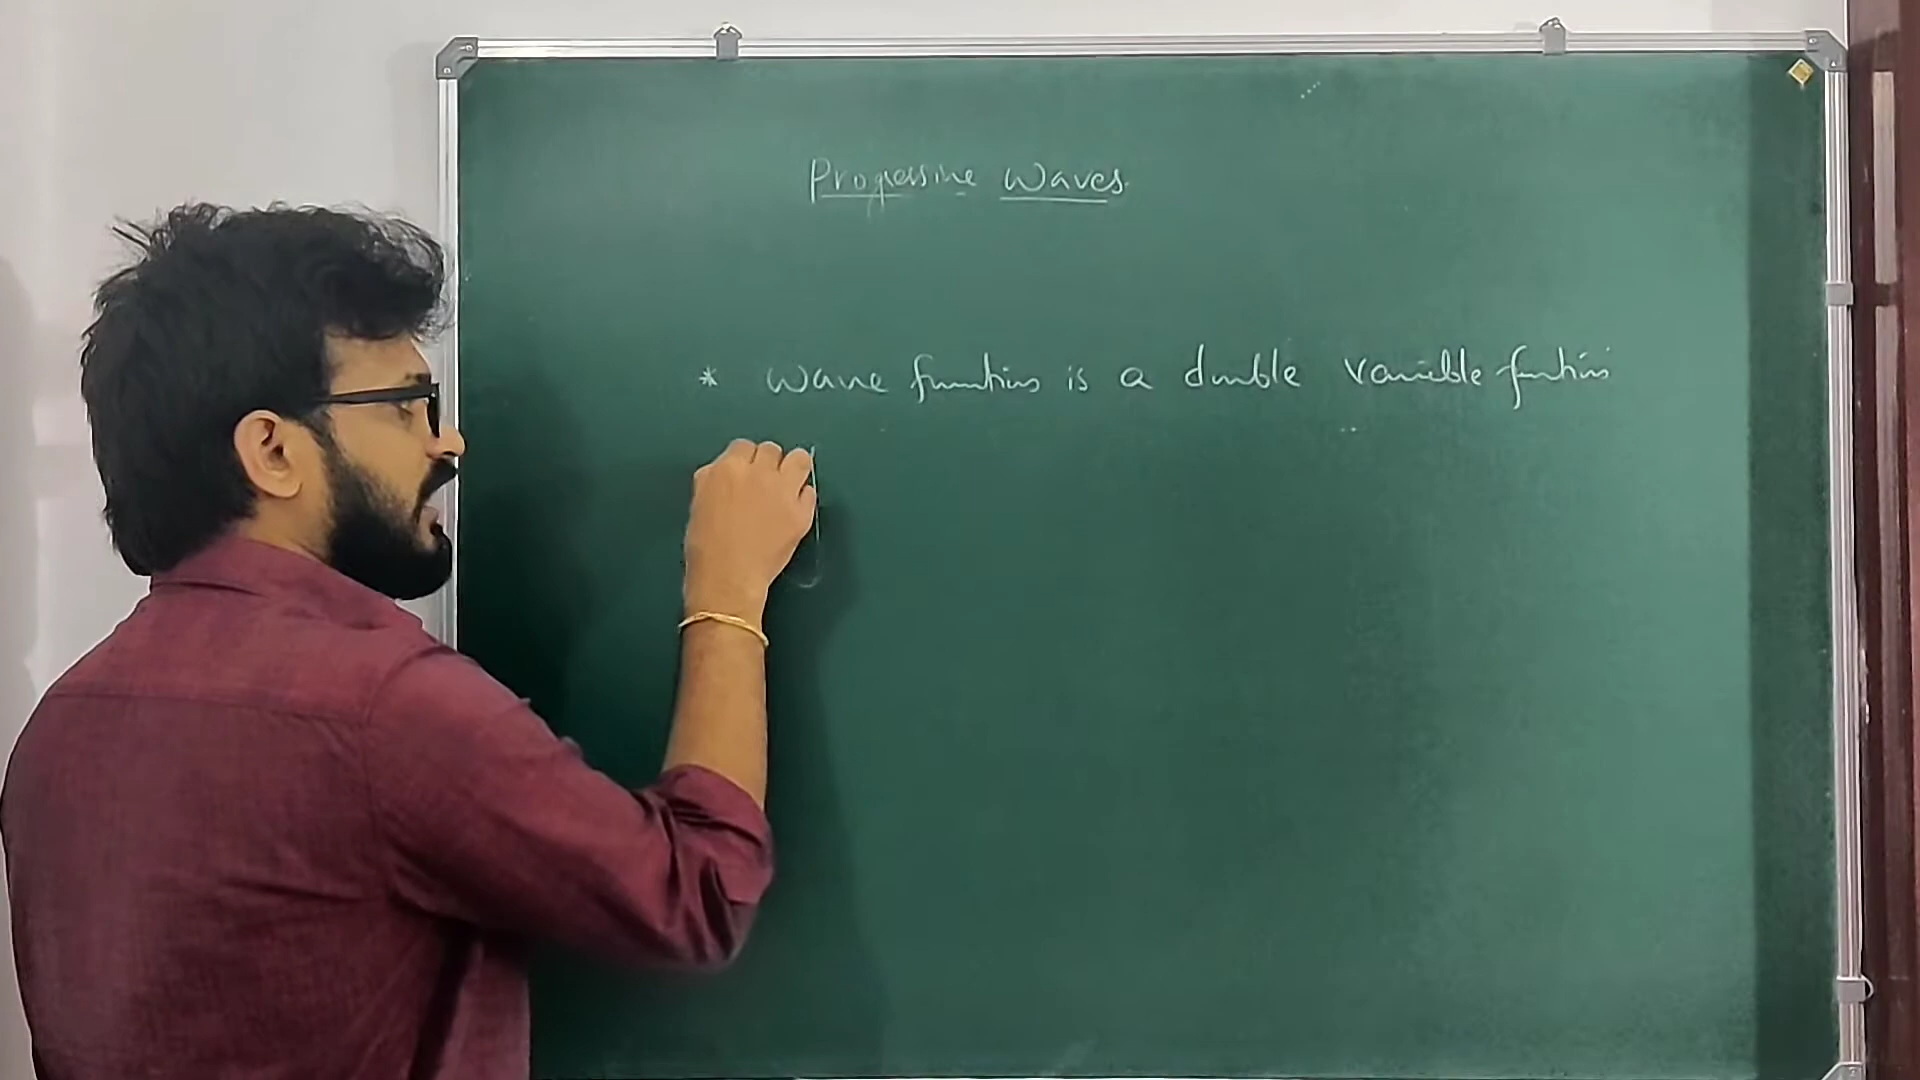 Progressive Waves.
* Wave function is a double variable function